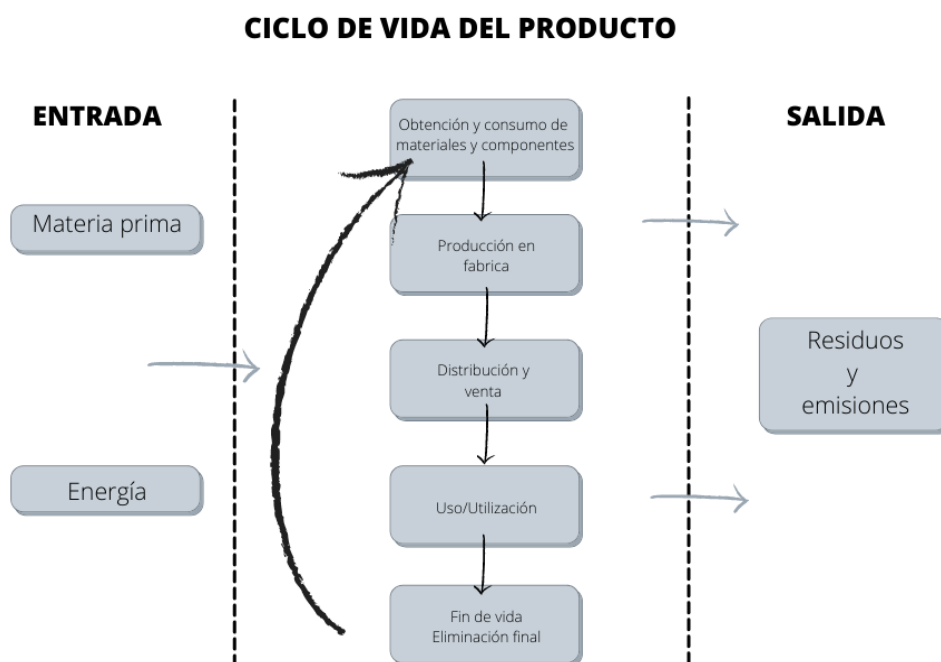 CICLO DE VIDA DEL PRODUCTO
ENTRADA
Materia prima
Energía
Obtención y consumo de
materiales y componentes
Producción en
fabrica
Distribución y
venta
Uso/Utilización
Fin de vida
Eliminación final
SALIDA
Residuos
y
emisiones